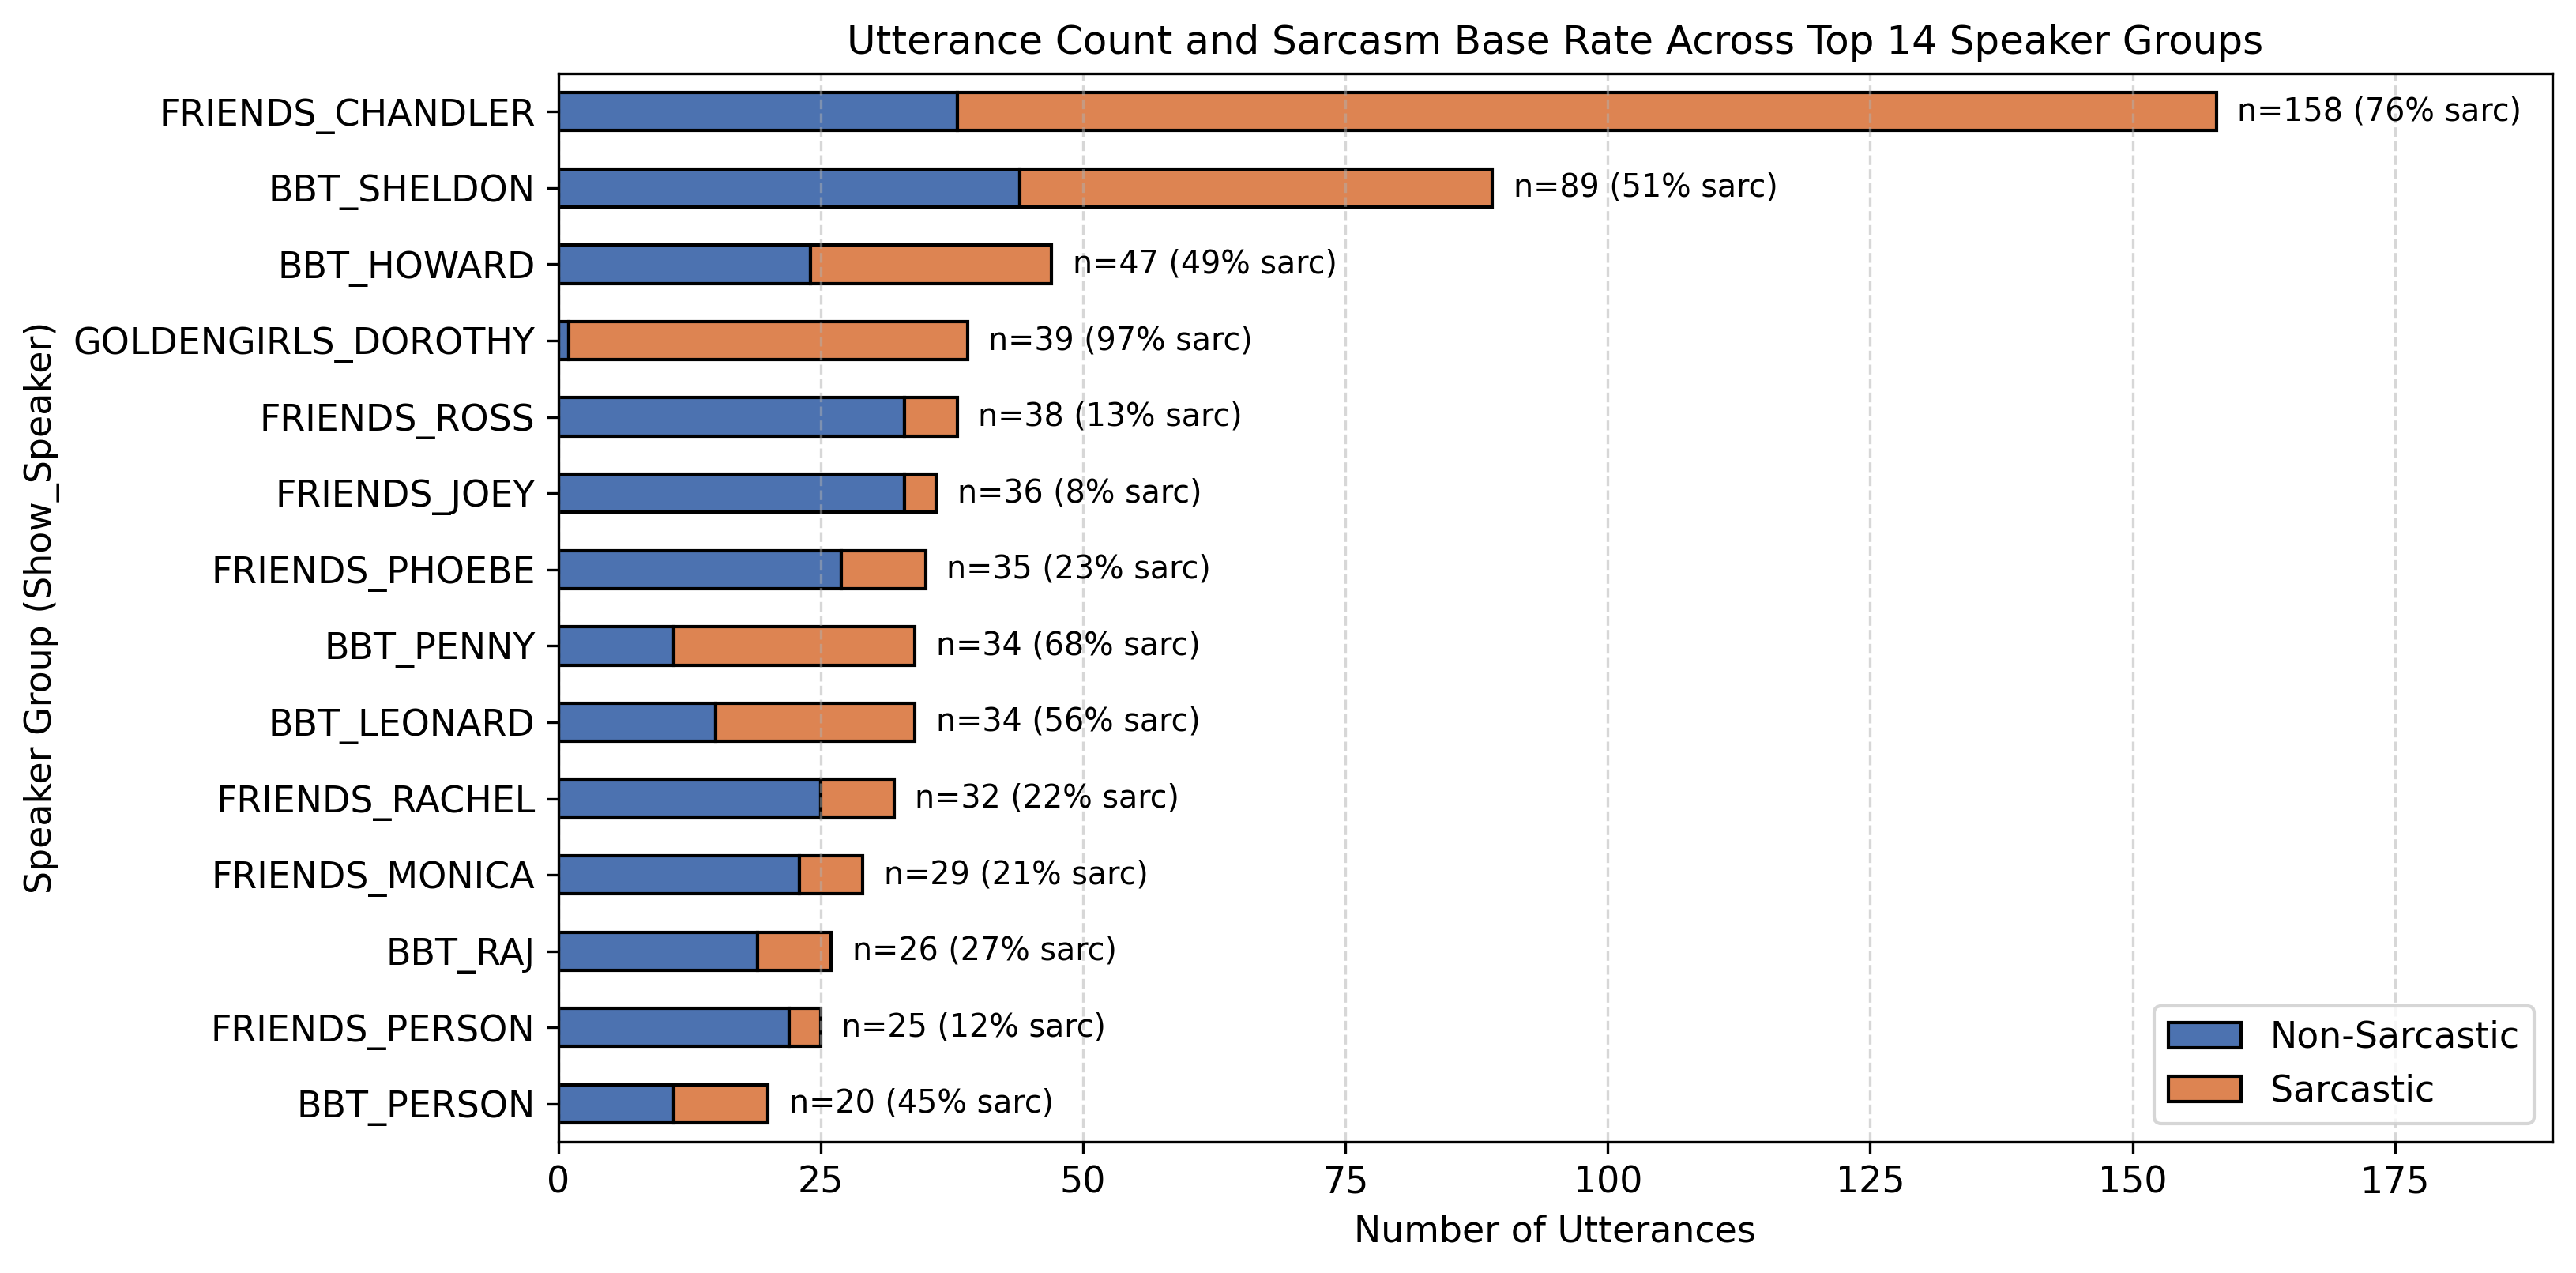 Utterance Count and Sarcasm Base Rate Across Top 14 Speaker Groups
Speaker Group (Show_Speaker)
FRIENDS_CHANDLER n=158 (76% sarc)
BBT_SHELDON n=89 (51% sarc)
BBT_HOWARD n=47 (49% sarc)
GOLDENGIRLS_DOROTHY n=39 (97% sarc)
FRIENDS_ROSS n=38 (13% sarc)
FRIENDS_JOEY n=36 (8% sarc)
FRIENDS_PHOEBE n=35 (23% sarc)
BBT_PENNY n=34 (68% sarc)
BBT_LEONARD n=34 (56% sarc)
FRIENDS_RACHEL n=32 (22% sarc)
FRIENDS_MONICA n=29 (21% sarc)
BBT_RAJ n=26 (27% sarc)
FRIENDS_PERSON n=25 (12% sarc)
BBT_PERSON n=20 (45% sarc)
Non-Sarcastic
Sarcastic
0 25 50 75 100 125 150 175
Number of Utterances